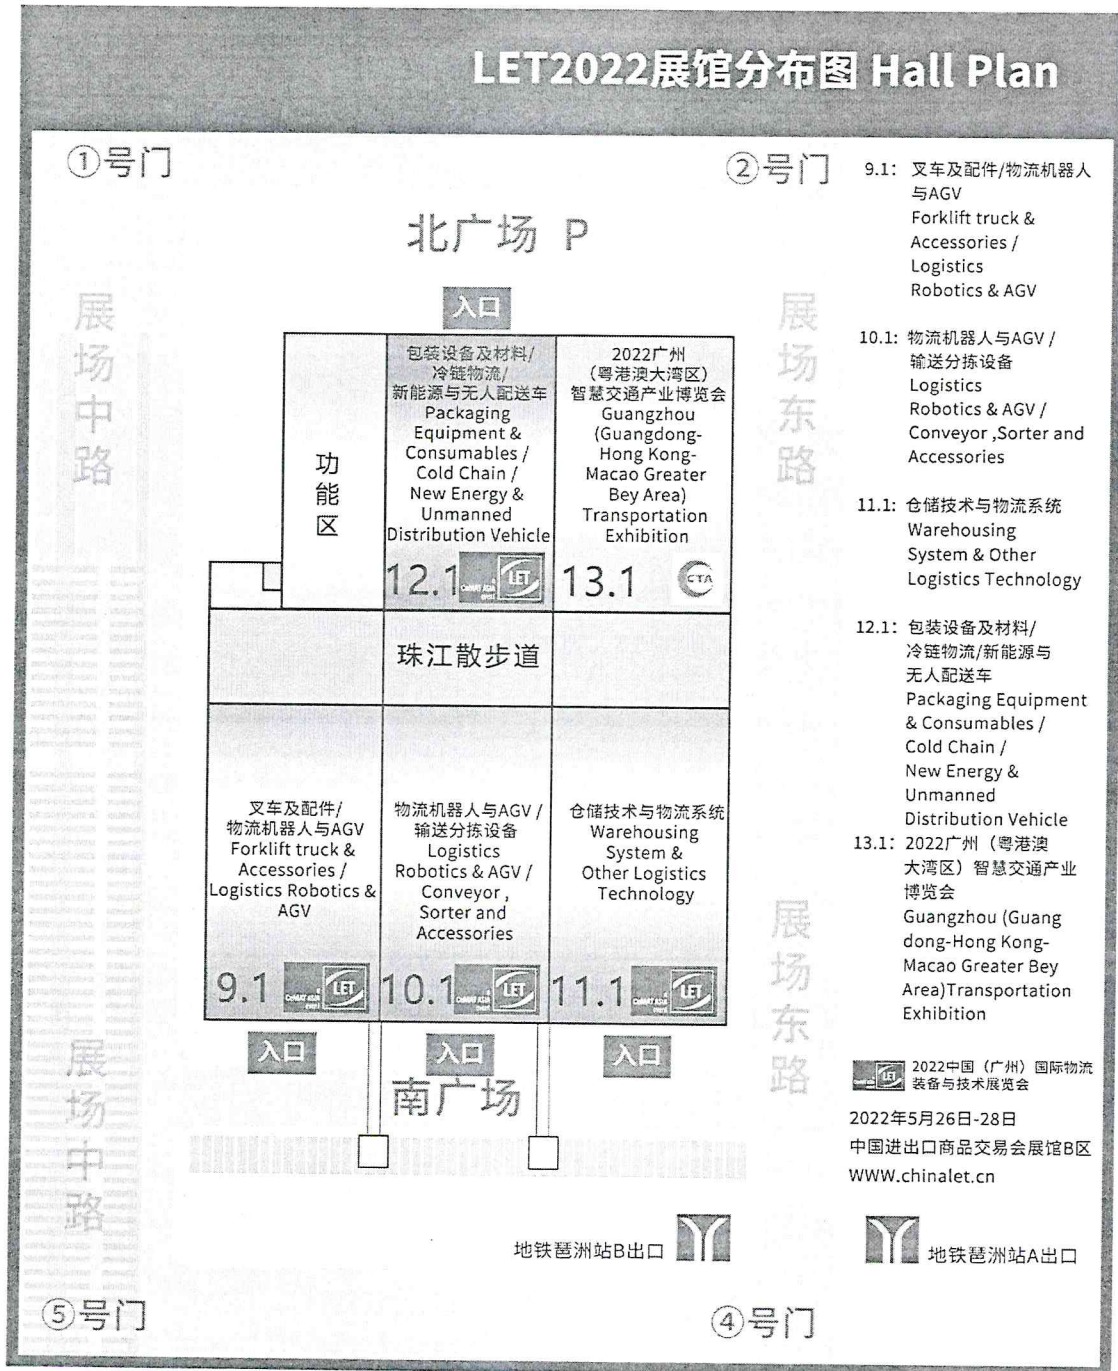 LET2022展馆分布图 Hall Plan
①号门
②号门
北广场 P
展场中路
展场东路
入口
功能区
包装设备及材料/
冷链物流/
新能源与无人配送车
Packaging
Equipment &
Consumables /
Cold Chain /
New Energy &
Unmanned
Distribution Vehicle
12.1
CeMAT ASIA
event
LET
2022广州
（粤港澳大湾区）
智慧交通产业博览会
Guangzhou
(Guangdong-
Hong Kong-
Macao Greater
Bey Area)
Transportation
Exhibition
13.1
CTA
珠江散步道
叉车及配件/
物流机器人与AGV
Forklift truck &
Accessories /
Logistics Robotics &
AGV
9.1
CeMAT ASIA
event
LET
物流机器人与AGV /
输送分拣设备
Logistics
Robotics & AGV /
Conveyor ,
Sorter and
Accessories
10.1
CeMAT ASIA
event
LET
仓储技术与物流系统
Warehousing
System &
Other Logistics
Technology
11.1
CeMAT ASIA
event
LET
入口
入口
入口
南广场
展场中路
展场东路
地铁琶洲站B出口
地铁琶洲站A出口
⑤号门
④号门
9.1: 叉车及配件/物流机器人
与AGV
Forklift truck &
Accessories /
Logistics
Robotics & AGV
10.1: 物流机器人与AGV /
输送分拣设备
Logistics
Robotics & AGV /
Conveyor ,Sorter and
Accessories
11.1: 仓储技术与物流系统
Warehousing
System & Other
Logistics Technology
12.1: 包装设备及材料/
冷链物流/新能源与
无人配送车
Packaging Equipment
& Consumables /
Cold Chain /
New Energy &
Unmanned
Distribution Vehicle
13.1: 2022广州（粤港澳
大湾区）智慧交通产业
博览会
Guangzhou (Guang
dong-Hong Kong-
Macao Greater Bey
Area)Transportation
Exhibition
LET
2022中国（广州）国际物流
装备与技术展览会
2022年5月26日-28日
中国进出口商品交易会展馆B区
WWW.chinalet.cn